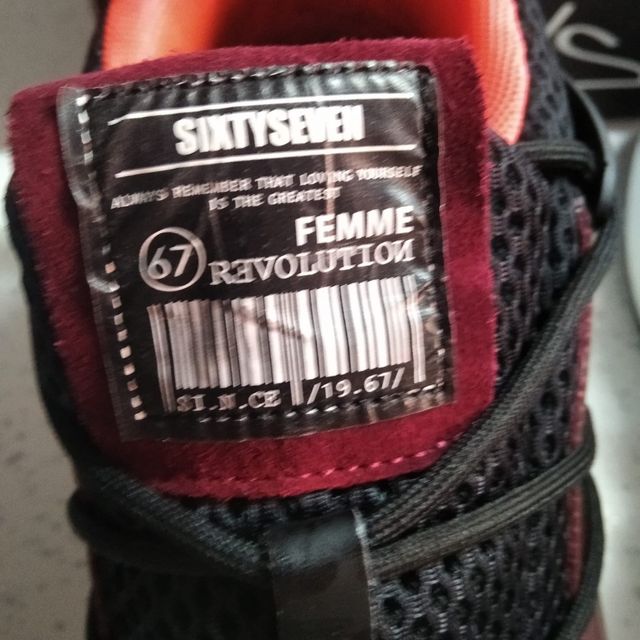 SIXTYSEVEN
ALWAYS REMEMBER THAT LOVING YOURSELF
IS THE GREATEST
FEMME
67 REVOLUTION
SI.N.CE /19.67/